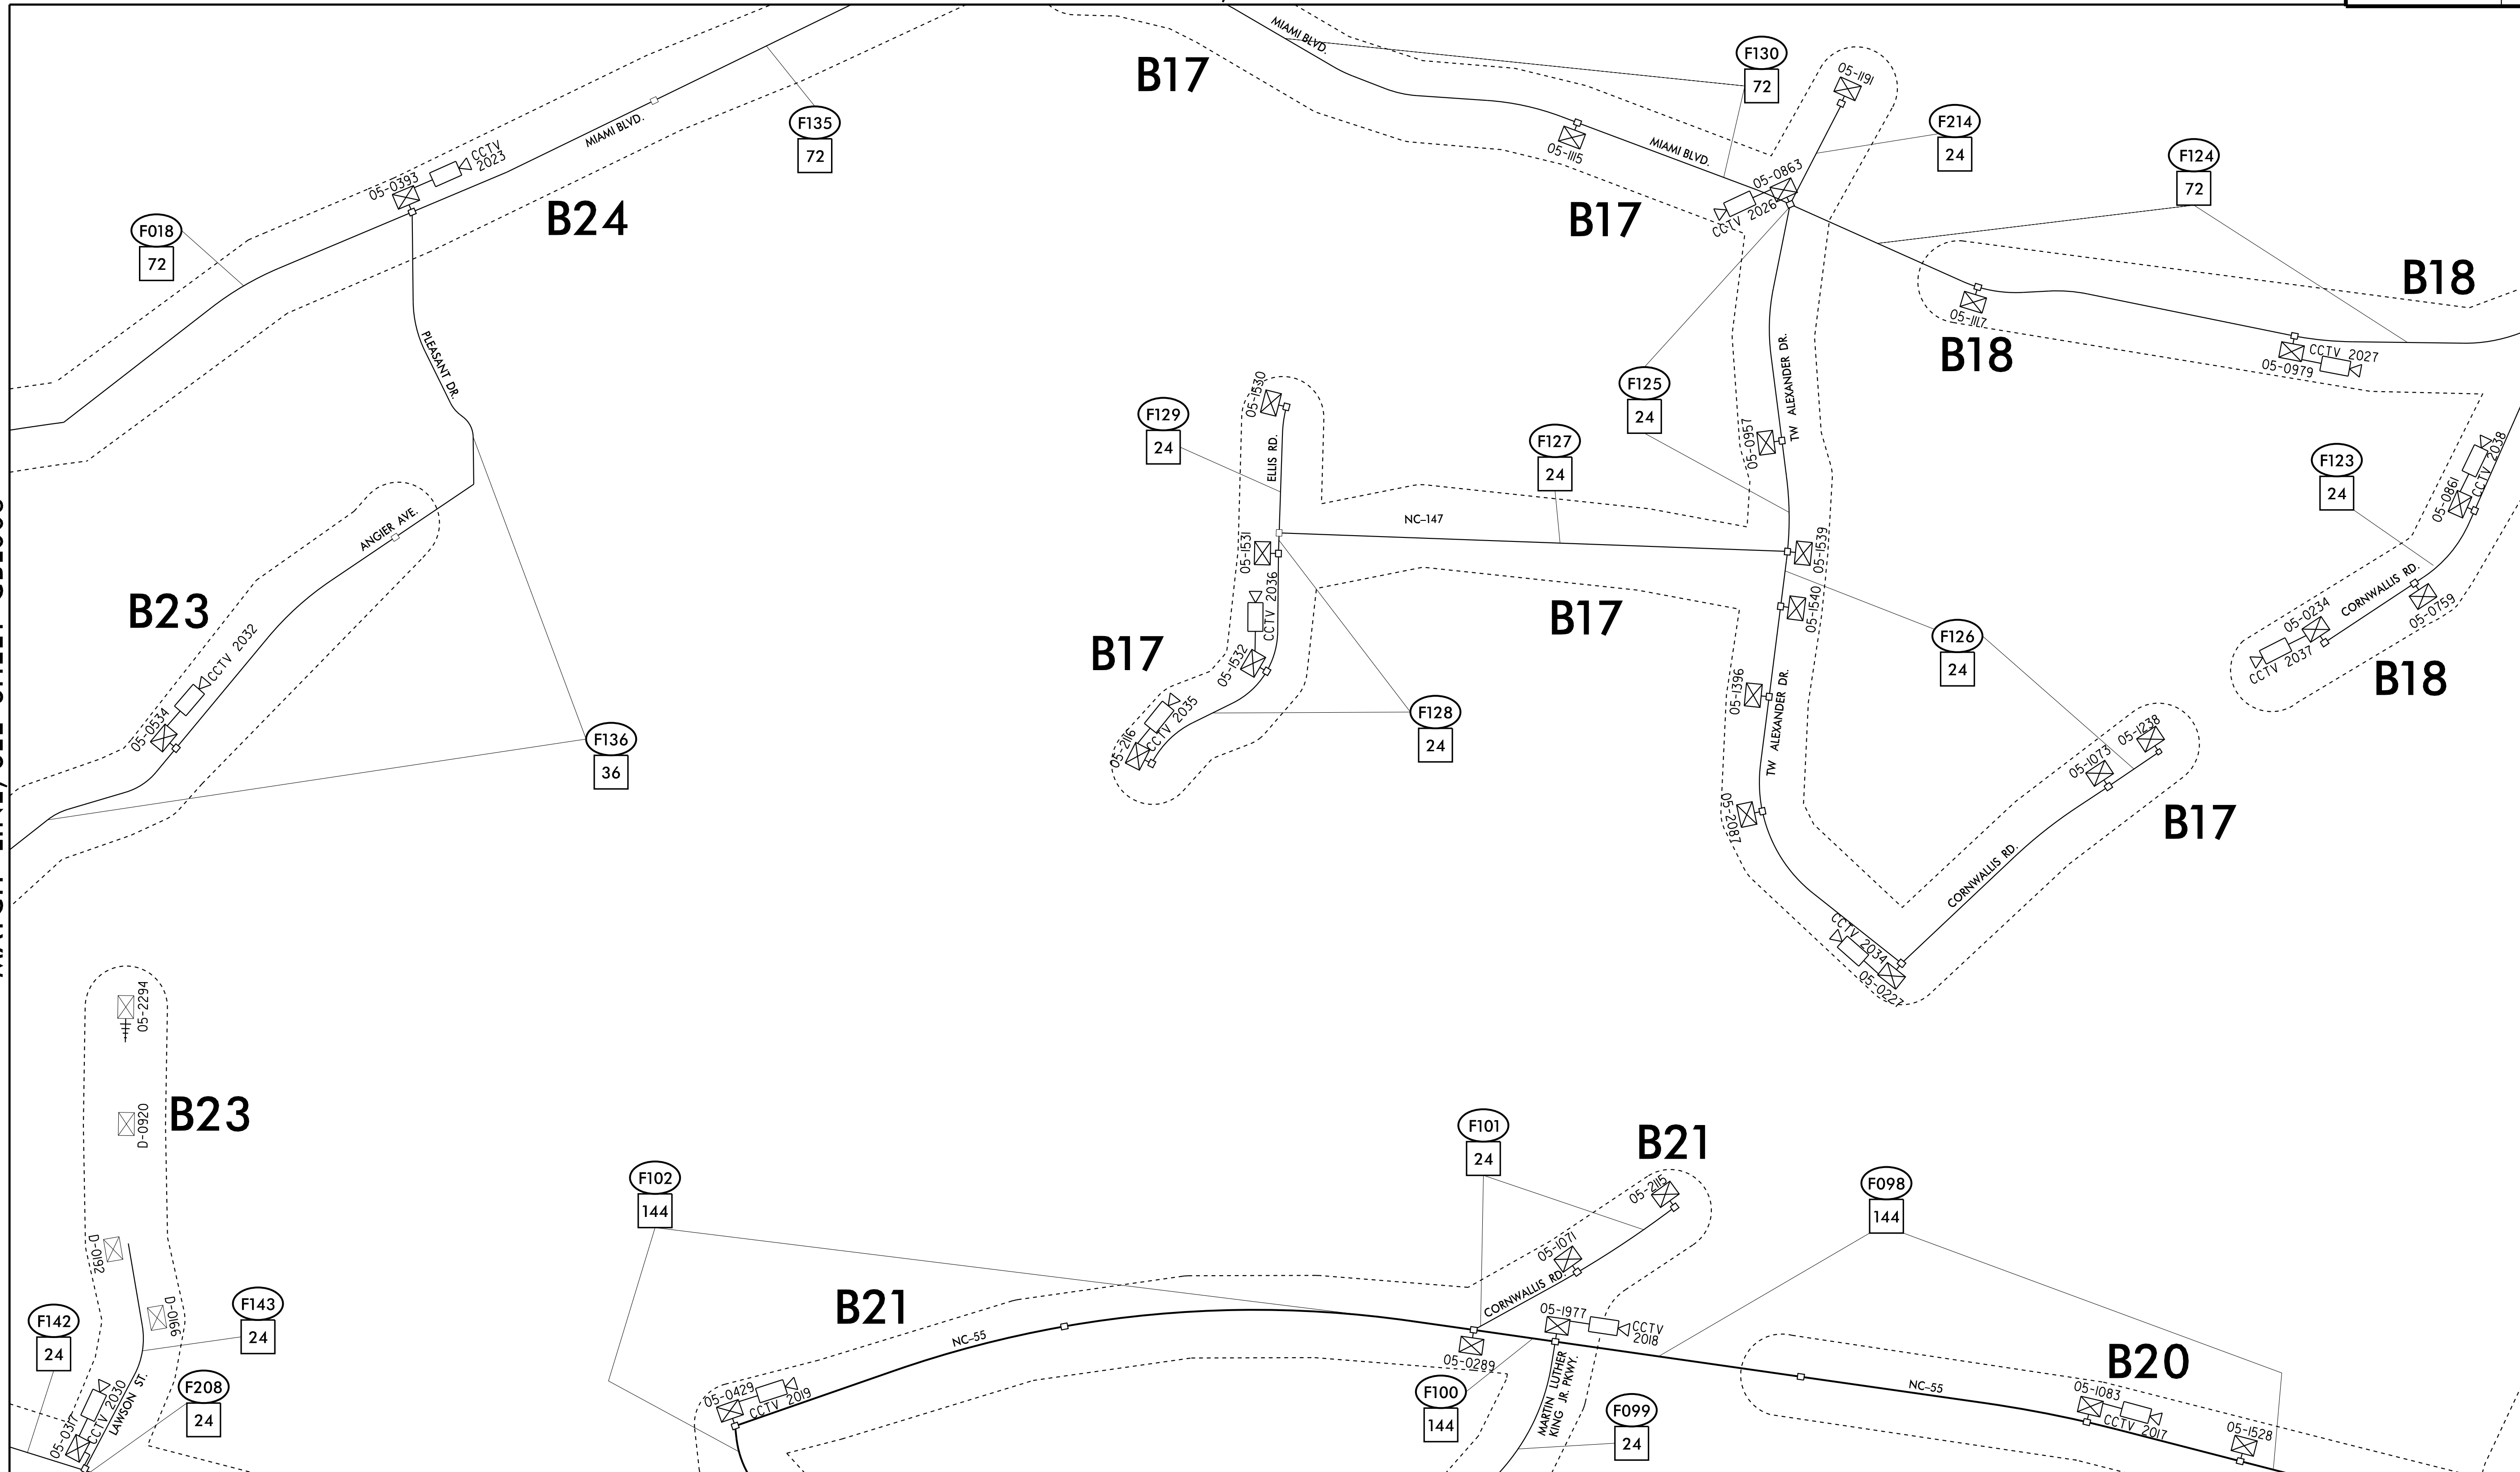 MIAMI BLVD.
B17
F130
72
05-1191
F135
72
MIAMI BLVD.
CCTV
2023
05-0393
B24
F018
72
05-1115
MIAMI BLVD.
05-0863
CCTV 2026
B17
F214
24
F124
72
B18
05-1117
B18
CCTV 2027
05-0979
PLEASANT DR.
TW ALEXANDER DR.
F125
24
05-0957
05-1530
F129
24
ELLIS RD.
F127
24
NC-147
F123
24
CCTV 2038
05-0861
ANGIER AVE.
05-1531
05-1539
05-1540
CCTV 2036
B23
CCTV 2032
05-0534
B17
05-1532
B17
F126
24
CORNWALLIS RD.
05-0234
05-0759
CCTV 2037
B18
05-1396
TW ALEXANDER DR.
CCTV 2035
05-2116
F128
24
F136
36
05-1238
05-1073
B17
05-2087
CORNWALLIS RD.
CCTV 2034
05-0227
05-2294
D-0920
B23
F101
24
B21
F102
144
05-2115
F098
144
D-0192
05-1071
CORNWALLIS RD.
F143
24
D-0166
F142
24
B21
NC-55
05-1977
CCTV
2018
05-0289
MARTIN LUTHER
KING JR. PKWY.
B20
NC-55
F208
24
CCTV 2030
LAWSON ST.
05-0317
05-0429
CCTV 2019
F100
144
F099
24
05-1083
CCTV 2017
05-1528